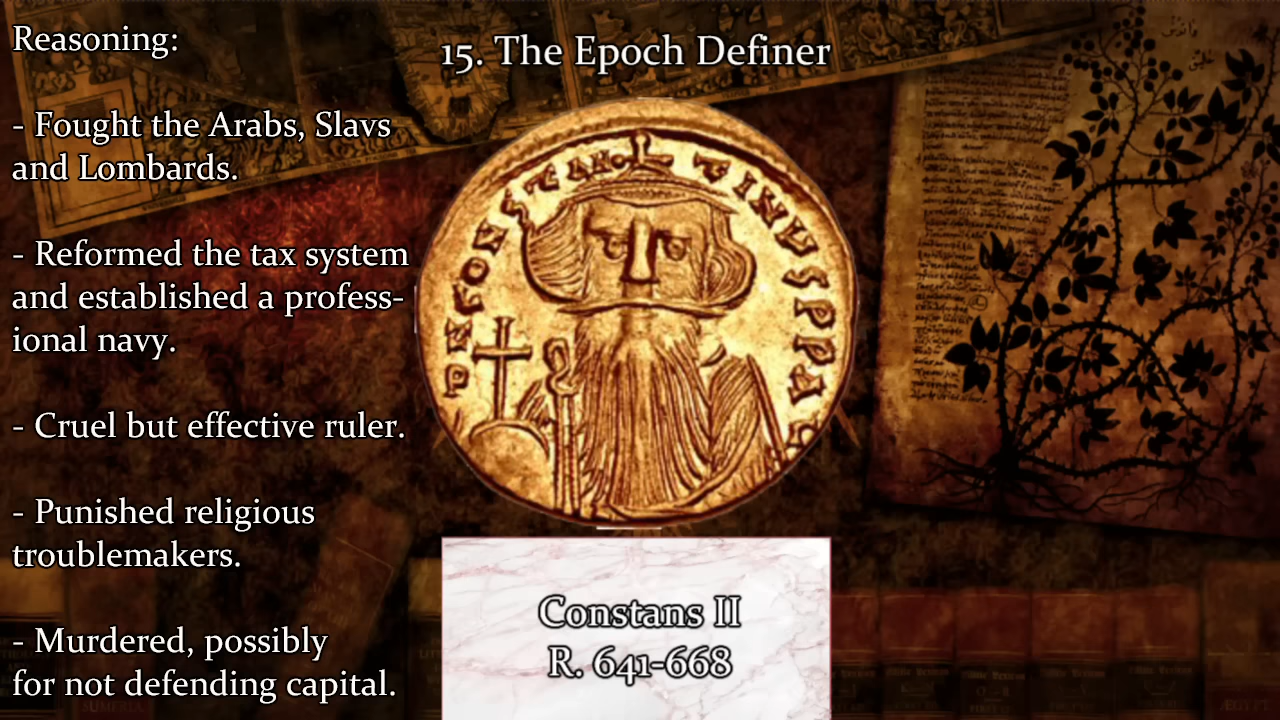 Reasoning:
15. The Epoch Definer
- Fought the Arabs, Slavs
and Lombards.
- Reformed the tax system
and established a profess-
ional navy.
- Cruel but effective ruler.
- Punished religious
troublemakers.
- Murdered, possibly
for not defending capital.
Constans II
R. 641-668